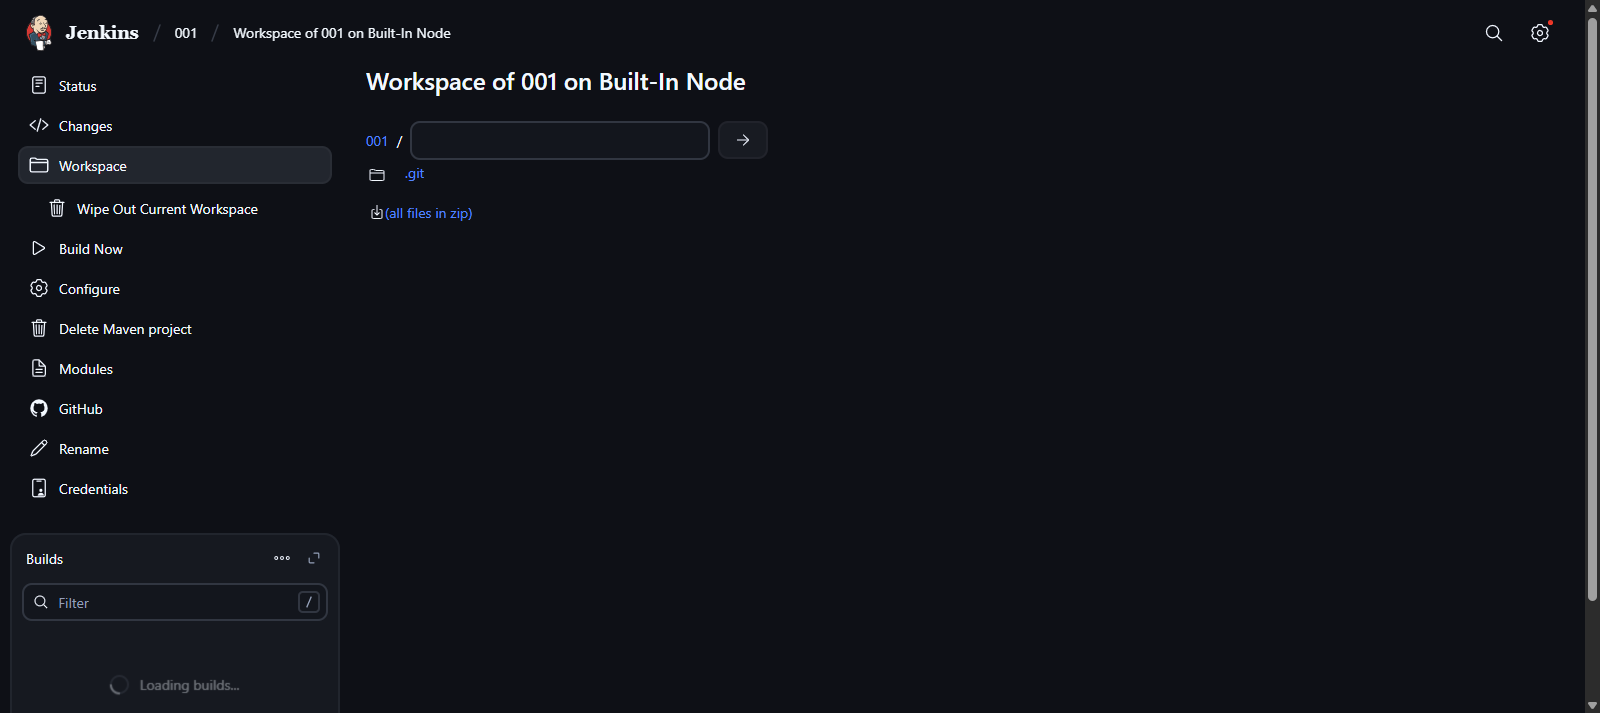 Jenkins / 001 / Workspace of 001 on Built-In Node
Status
Changes
Workspace
Wipe Out Current Workspace
Build Now
Configure
Delete Maven project
Modules
GitHub
Rename
Credentials
Builds
Filter /
Loading builds...
Workspace of 001 on Built-In Node
001 /
.git
(all files in zip)